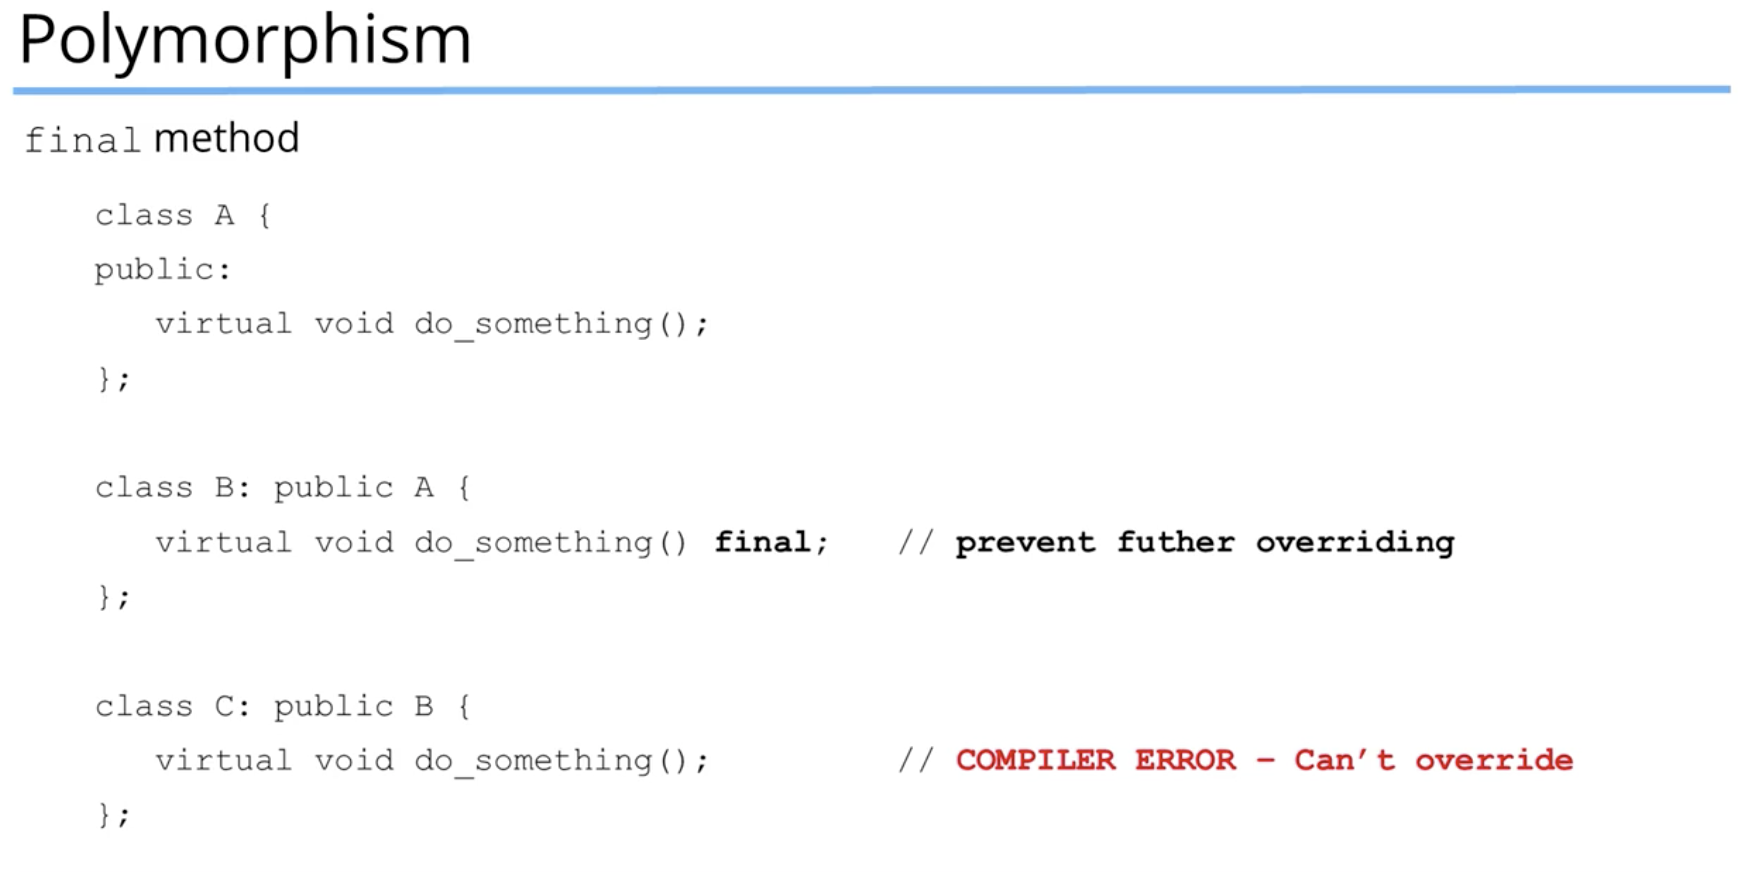 Polymorphism
final method
class A {
public:
virtual void do_something();
};
class B: public A {
virtual void do_something() final; // prevent futher overriding
};
class C: public B {
virtual void do_something(); // COMPILER ERROR – Can’t override
};